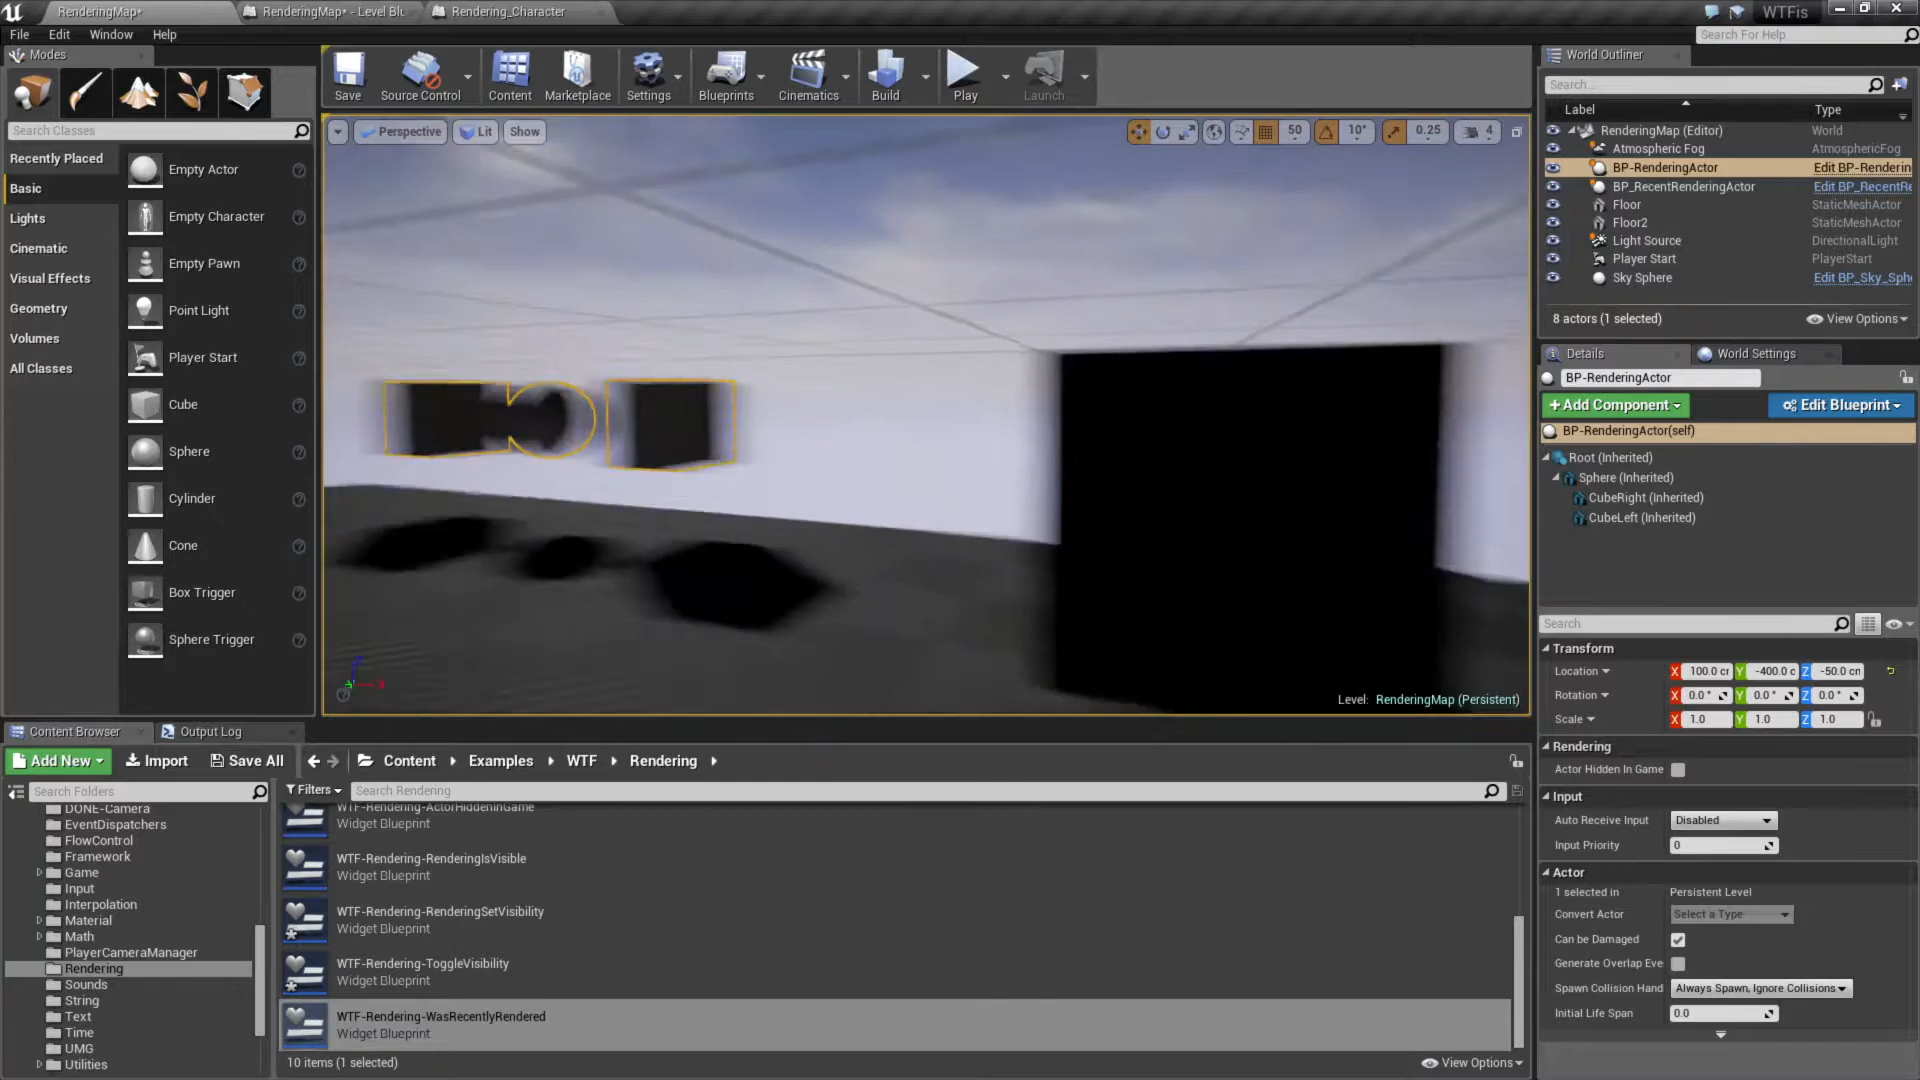 RenderingMap*
RenderingMap* - Level Blu
Rendering_Character
WTFis
File
Edit
Window
Help
Search For Help
Modes
Search Classes
Recently Placed
Basic
Lights
Cinematic
Visual Effects
Geometry
Volumes
All Classes
Empty Actor
Empty Character
Empty Pawn
Point Light
Player Start
Cube
Sphere
Cylinder
Cone
Box Trigger
Sphere Trigger
Save
Source Control
Content
Marketplace
Settings
Blueprints
Cinematics
Build
Play
Launch
Perspective
Lit
Show
50
10°
0.25
4
Level: RenderingMap (Persistent)
World Outliner
Search...
Label
Type
RenderingMap (Editor)
World
Atmospheric Fog
AtmosphericFog
BP-RenderingActor
Edit BP-Renderin
BP_RecentRenderingActor
Edit BP_RecentRe
Floor
StaticMeshActor
Floor2
StaticMeshActor
Light Source
DirectionalLight
Player Start
PlayerStart
Sky Sphere
Edit BP_Sky_Sphe
8 actors (1 selected)
View Options
Details
World Settings
BP-RenderingActor
+Add Component
Edit Blueprint
BP-RenderingActor(self)
Root (Inherited)
Sphere (Inherited)
CubeRight (Inherited)
CubeLeft (Inherited)
Search
Transform
Location
X 100.0 cm Y -400.0 c Z -50.0 cm
Rotation
X 0.0 ° Y 0.0 ° Z 0.0 °
Scale
X 1.0 Y 1.0 Z 1.0
Rendering
Actor Hidden In Game
Input
Auto Receive Input
Disabled
Input Priority
0
Actor
1 selected in
Persistent Level
Convert Actor
Select a Type
Can be Damaged
Generate Overlap Eve
Spawn Collision Hand
Always Spawn, Ignore Collisions
Initial Life Span
0.0
Content Browser
Output Log
Add New
Import
Save All
Content
Examples
WTF
Rendering
Search Folders
Filters
Search Rendering
DONE-Camera
EventDispatchers
FlowControl
Framework
Game
Input
Interpolation
Material
Math
PlayerCameraManager
Rendering
Sounds
String
Text
Time
UMG
Utilities
WTF-Rendering-ActorHiddenInGame
Widget Blueprint
WTF-Rendering-RenderingIsVisible
Widget Blueprint
WTF-Rendering-RenderingSetVisibility
Widget Blueprint
WTF-Rendering-ToggleVisibility
Widget Blueprint
WTF-Rendering-WasRecentlyRendered
Widget Blueprint
10 items (1 selected)
View Options